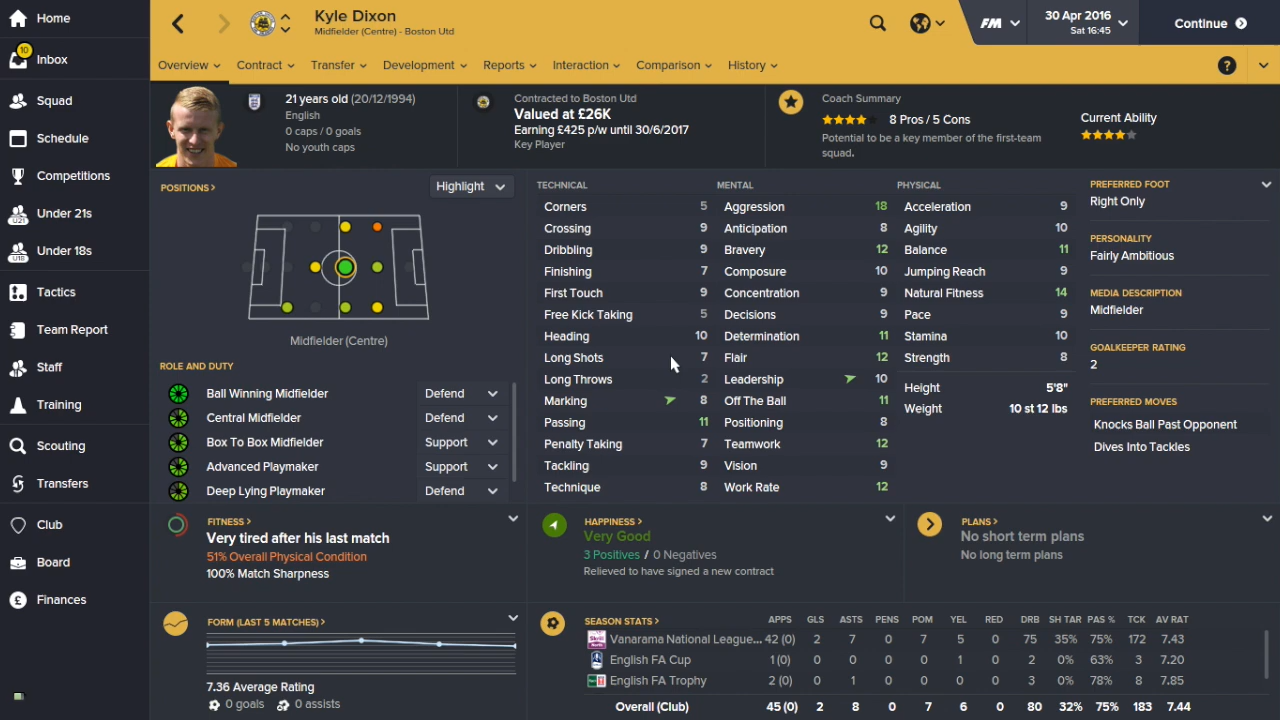 Home
10
Inbox
Squad
Schedule
Competitions
U21
Under 21s
U18
Under 18s
Tactics
Team Report
Staff
Training
Scouting
Transfers
Club
Board
£ Finances
Kyle Dixon
Midfielder (Centre) - Boston Utd
FM
30 Apr 2016
Sat 16:45
Continue
Overview Contract Transfer Development Reports Interaction Comparison History ?
21 years old (20/12/1994)
English
0 caps / 0 goals
No youth caps
Contracted to Boston Utd
Valued at £26K
Earning £425 p/w until 30/6/2017
Key Player
Coach Summary
8 Pros / 5 Cons
Potential to be a key member of the first-team
squad.
Current Ability
POSITIONS >
Highlight
Midfielder (Centre)
ROLE AND DUTY
Ball Winning Midfielder Defend
Central Midfielder Defend
Box To Box Midfielder Support
Advanced Playmaker Support
Deep Lying Playmaker Defend
TECHNICAL
Corners 5
Crossing 9
Dribbling 9
Finishing 7
First Touch 9
Free Kick Taking 5
Heading 10
Long Shots 7
Long Throws 2
Marking 8
Passing 11
Penalty Taking 7
Tackling 9
Technique 8
MENTAL
Aggression 18
Anticipation 8
Bravery 12
Composure 10
Concentration 9
Decisions 9
Determination 11
Flair 12
Leadership 10
Off The Ball 11
Positioning 8
Teamwork 12
Vision 9
Work Rate 12
PHYSICAL
Acceleration 9
Agility 10
Balance 11
Jumping Reach 9
Natural Fitness 14
Pace 9
Stamina 10
Strength 8
Height 5'8"
Weight 10 st 12 lbs
PREFERRED FOOT
Right Only
PERSONALITY
Fairly Ambitious
MEDIA DESCRIPTION
Midfielder
GOALKEEPER RATING
2
PREFERRED MOVES
Knocks Ball Past Opponent
Dives Into Tackles
FITNESS >
Very tired after his last match
51% Overall Physical Condition
100% Match Sharpness
HAPPINESS >
Very Good
3 Positives / 0 Negatives
Relieved to have signed a new contract
PLANS >
No short term plans
No long term plans
FORM (LAST 5 MATCHES) >
7.36 Average Rating
0 goals 0 assists
SEASON STATS > APPS GLS ASTS PENS POM YEL RED DRB SH TAR PAS % TCK AV RAT
Vanarama National League... 42 (0) 2 7 0 7 5 0 75 35% 75% 172 7.43
English FA Cup 1 (0) 0 0 0 0 1 0 2 0% 63% 3 7.20
English FA Trophy 2 (0) 0 1 0 0 0 0 3 0% 78% 8 7.85
Overall (Club) 45 (0) 2 8 0 7 6 0 80 32% 75% 183 7.44